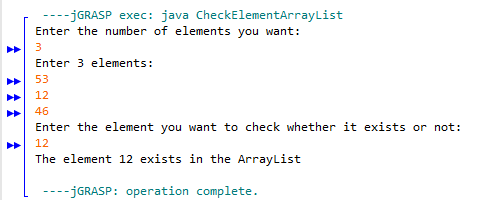 ----jGRASP exec: java CheckElementArrayList
Enter the number of elements you want:
3
Enter 3 elements:
53
12
46
Enter the element you want to check whether it exists or not:
12
The element 12 exists in the ArrayList
----jGRASP: operation complete.